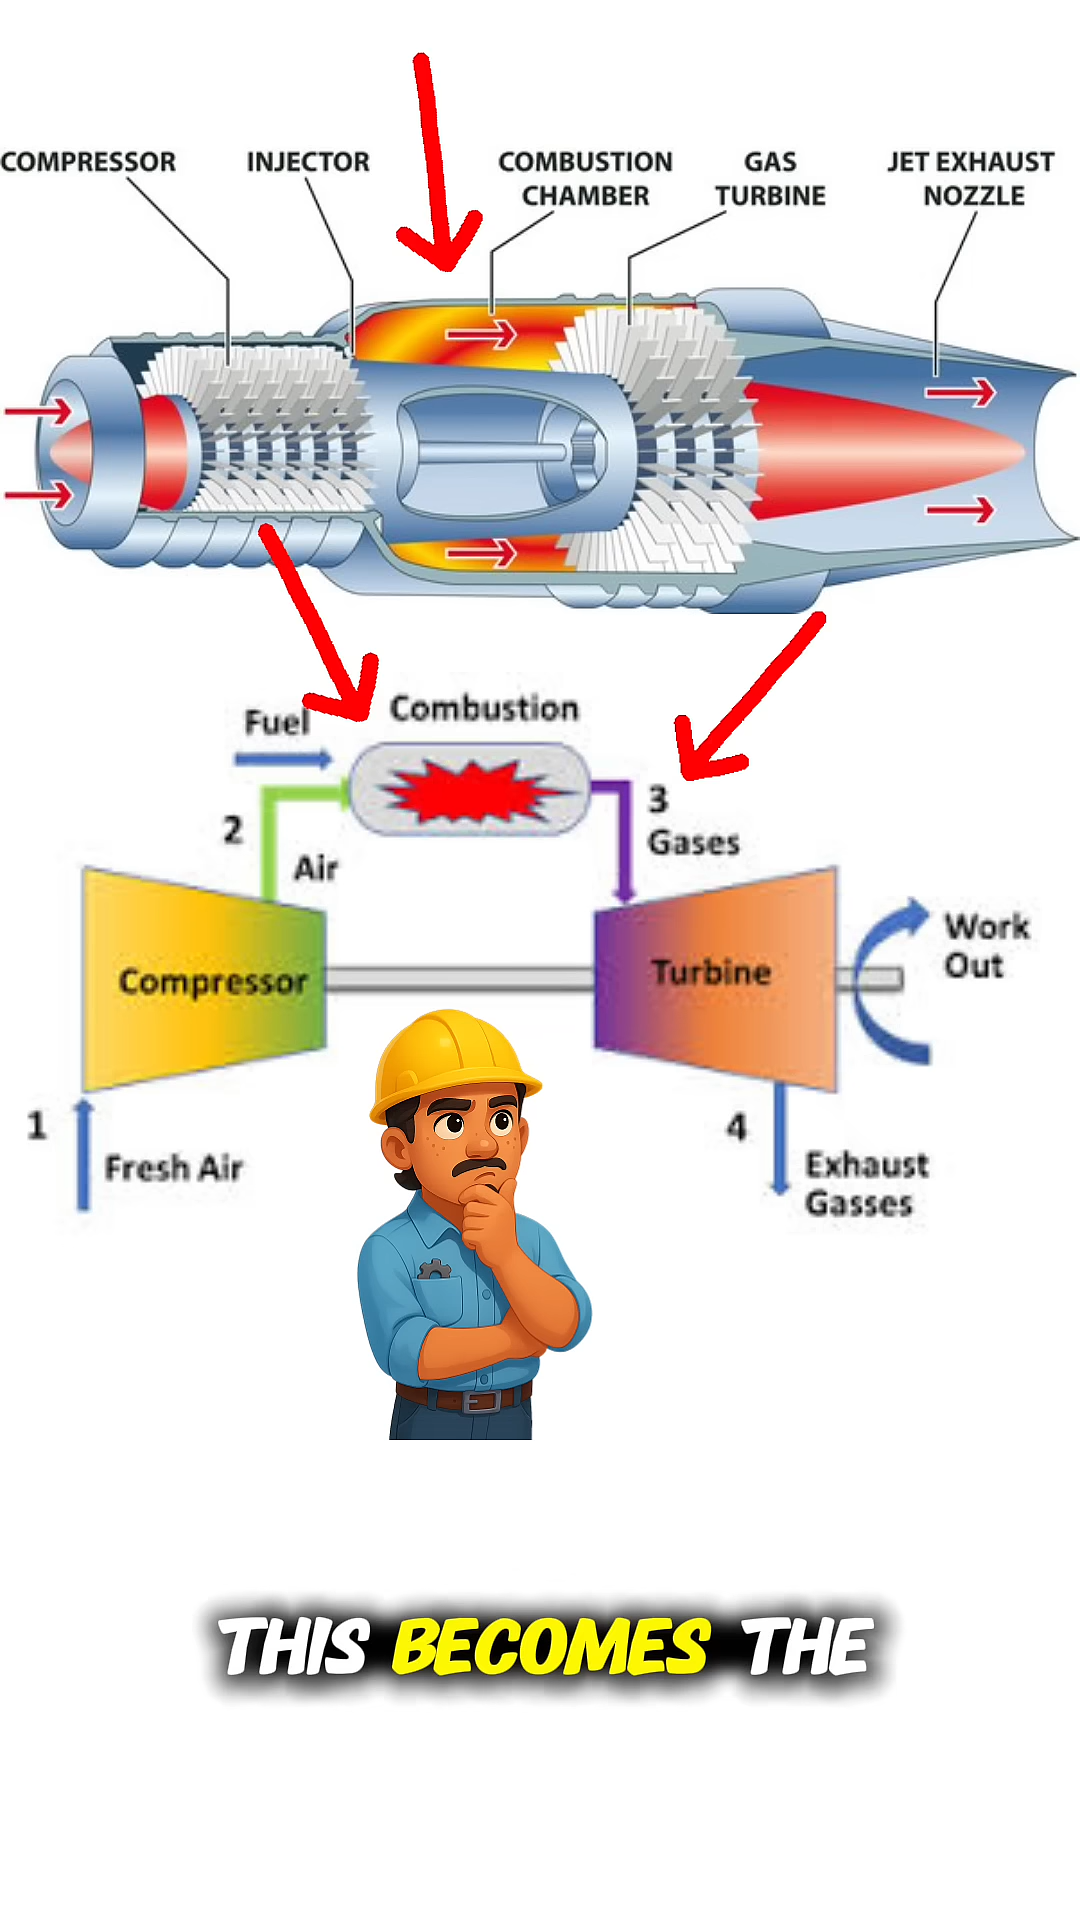 COMPRESSOR
INJECTOR
COMBUSTION
CHAMBER
GAS
TURBINE
JET EXHAUST
NOZZLE
Fuel
Combustion
2
Air
3
Gases
Compressor
Turbine
Work
Out
1
Fresh Air
4
Exhaust
Gasses
THIS BECOMES THE